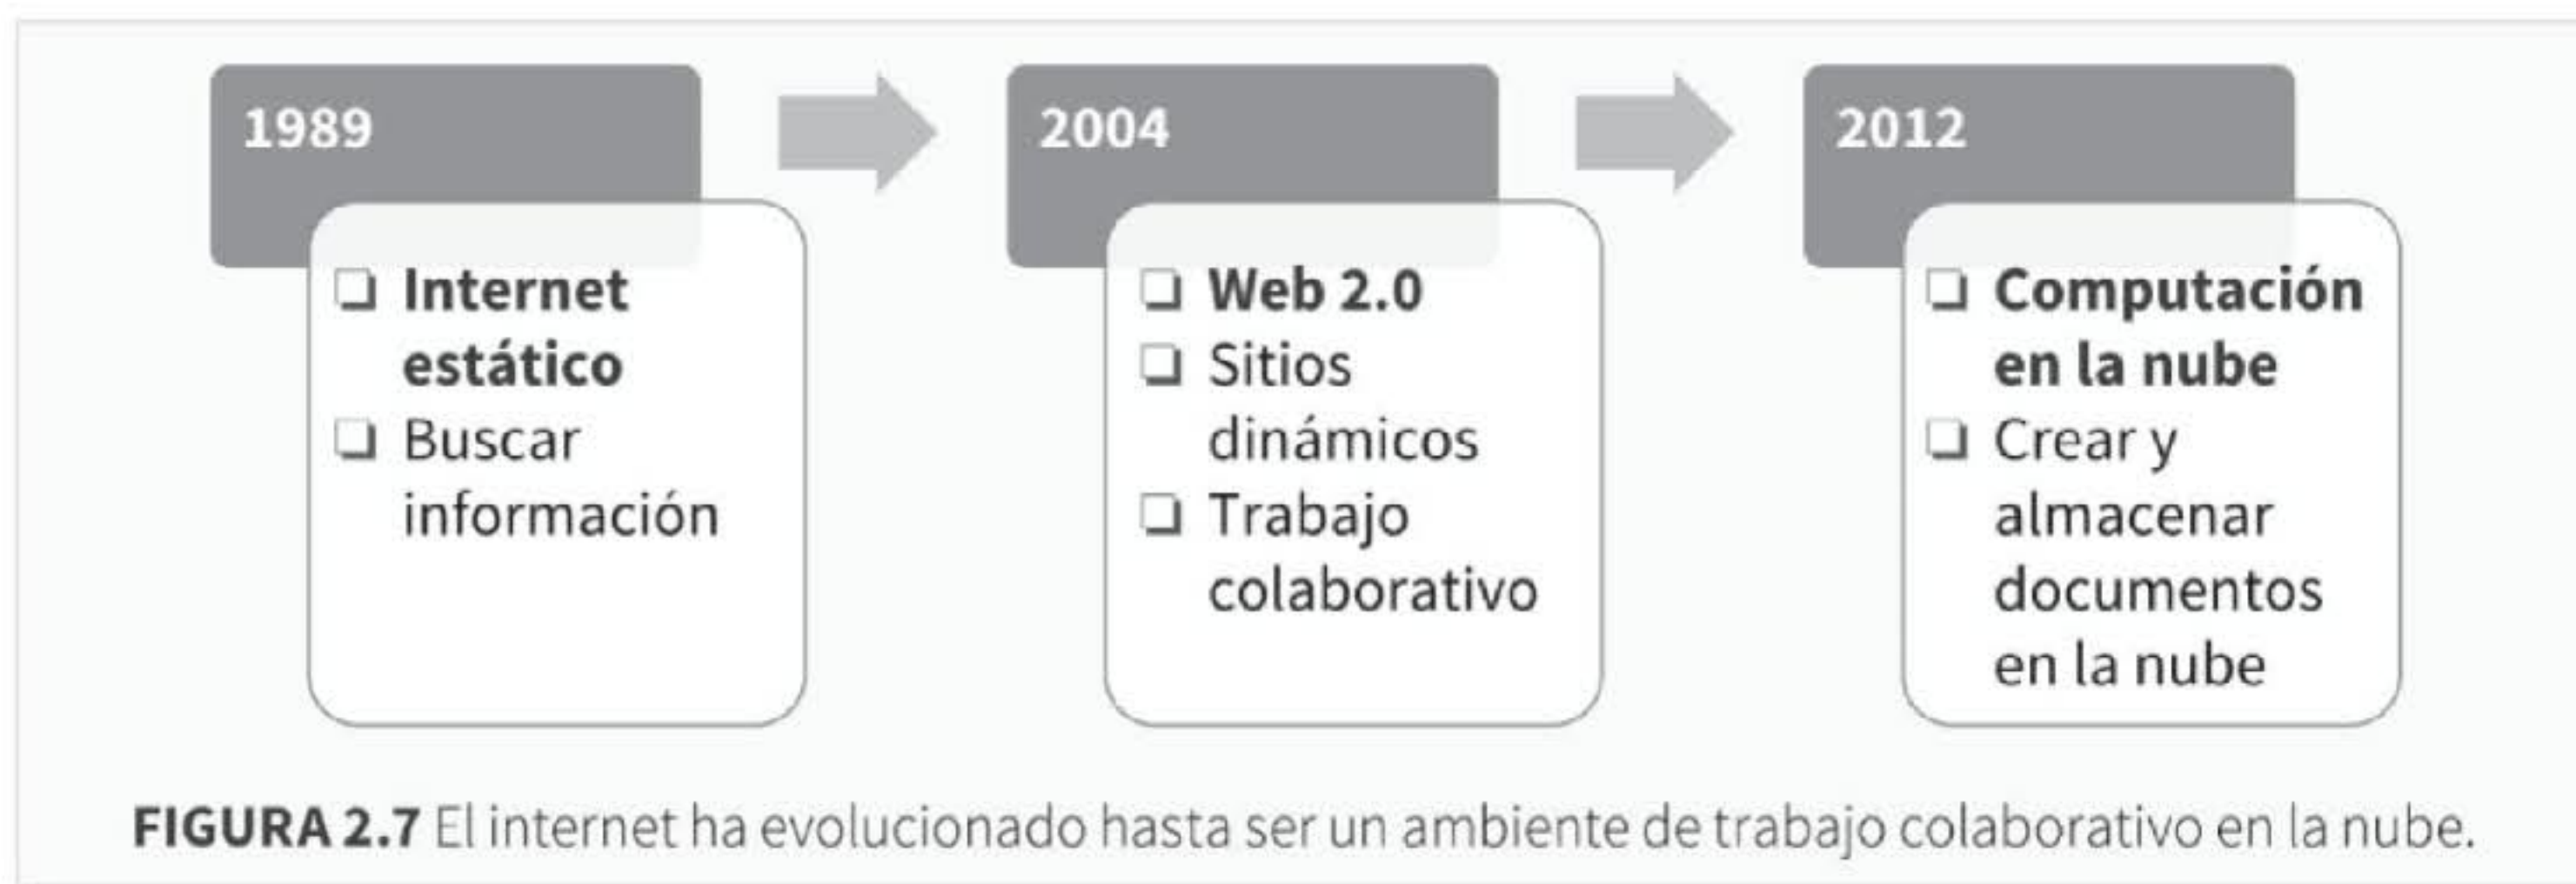 1989
Internet
estático
Buscar
información
2004
Web 2.0
Sitios
dinámicos
Trabajo
colaborativo
2012
Computación
en la nube
Crear y
almacenar
documentos
en la nube
FIGURA 2.7 El internet ha evolucionado hasta ser un ambiente de trabajo colaborativo en la nube.